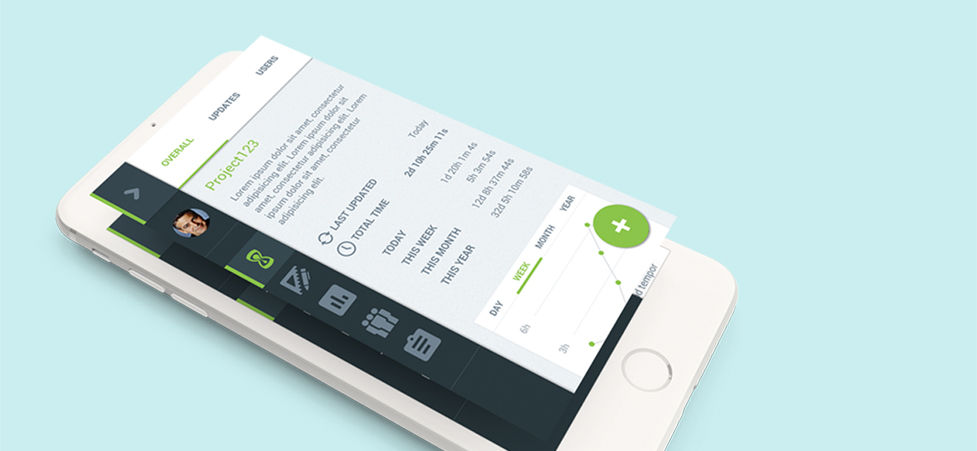 OVERALL
UPDATES
USERS
Project123
Lorem ipsum dolor sit amet, consectetur
adipisicing elit. Lorem ipsum dolor sit
amet, consectetur adipisicing elit. Lorem
ipsum dolor sit amet, consectetur
adipisicing elit.
LAST UPDATED Today
TOTAL TIME 2d 10h 25m 11s
TODAY 1d 20h 1m 4s
THIS WEEK 5h 3m 54s
THIS MONTH 12d 8h 37m 44s
THIS YEAR 32d 5h 10m 58s
DAY
WEEK
MONTH
YEAR
6h
3h
d tempor